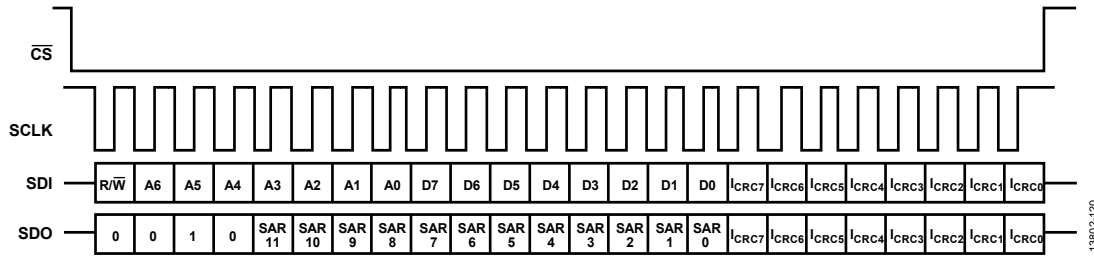 C̅S̅
SCLK
SDI R/W̅ A6 A5 A4 A3 A2 A1 A0 D7 D6 D5 D4 D3 D2 D1 D0 ICRC7 ICRC6 ICRC5 ICRC4 ICRC3 ICRC2 ICRC1 ICRC0
SDO 0 0 1 0 SAR 11 SAR 10 SAR 9 SAR 8 SAR 7 SAR 6 SAR 5 SAR 4 SAR 3 SAR 2 SAR 1 SAR 0 ICRC7 ICRC6 ICRC5 ICRC4 ICRC3 ICRC2 ICRC1 ICRC0
13802-120